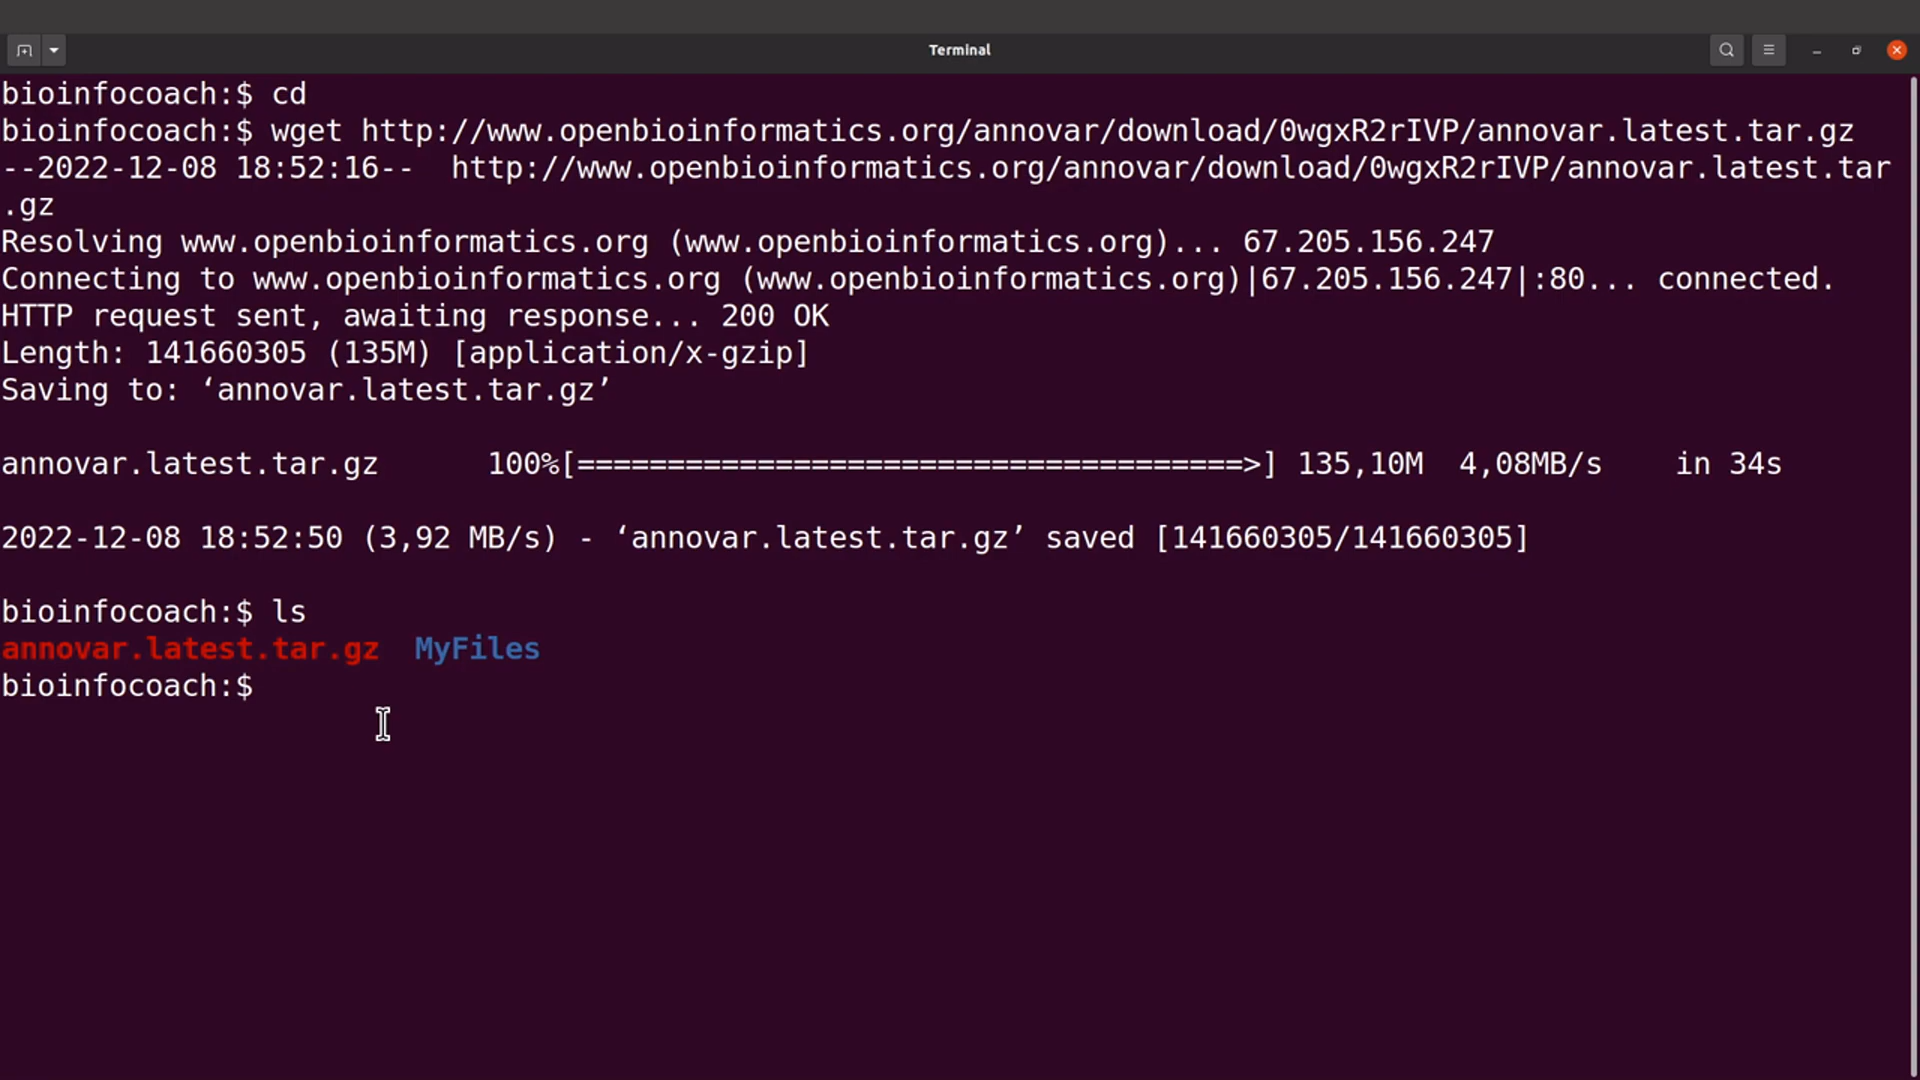 Terminal
bioinfocoach:$ cd
bioinfocoach:$ wget http://www.openbioinformatics.org/annovar/download/0wgxR2rIVP/annovar.latest.tar.gz
--2022-12-08 18:52:16--  http://www.openbioinformatics.org/annovar/download/0wgxR2rIVP/annovar.latest.tar
.gz
Resolving www.openbioinformatics.org (www.openbioinformatics.org)... 67.205.156.247
Connecting to www.openbioinformatics.org (www.openbioinformatics.org)|67.205.156.247|:80... connected.
HTTP request sent, awaiting response... 200 OK
Length: 141660305 (135M) [application/x-gzip]
Saving to: ‘annovar.latest.tar.gz’
annovar.latest.tar.gz      100%[=====================================>] 135,10M  4,08MB/s    in 34s
2022-12-08 18:52:50 (3,92 MB/s) - ‘annovar.latest.tar.gz’ saved [141660305/141660305]
bioinfocoach:$ ls
annovar.latest.tar.gz  MyFiles
bioinfocoach:$